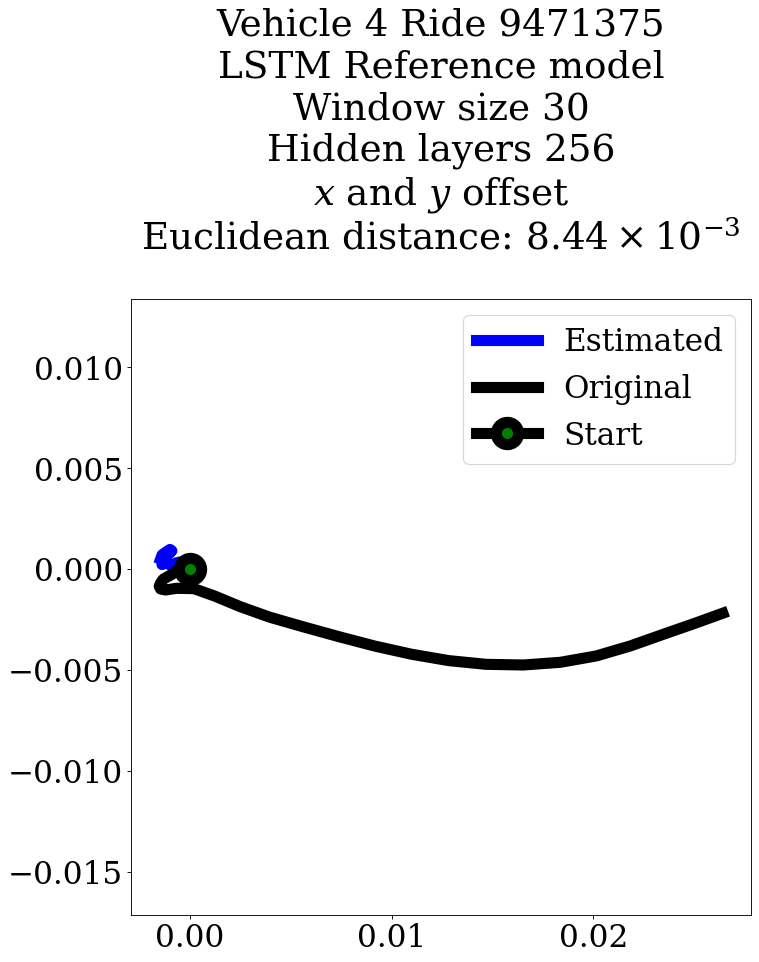 Vehicle 4 Ride 9471375
LSTM Reference model
Window size 30
Hidden layers 256
x and y offset
Euclidean distance: 8.44 × 10⁻³
Estimated
Original
Start
0.010
0.005
0.000
−0.005
−0.010
−0.015
0.00 0.01 0.02